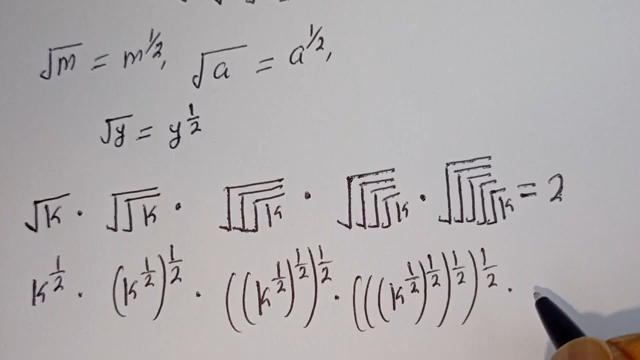 √m = m^{1/2}, √a = a^{1/2},
√y = y^{1/2}
√k · √√k · √√√k · √√√√k · √√√√√k = 2
k^{1/2} · (k^{1/2})^{1/2} · ((k^{1/2})^{1/2})^{1/2} · (((k^{1/2})^{1/2})^{1/2})^{1/2} ·